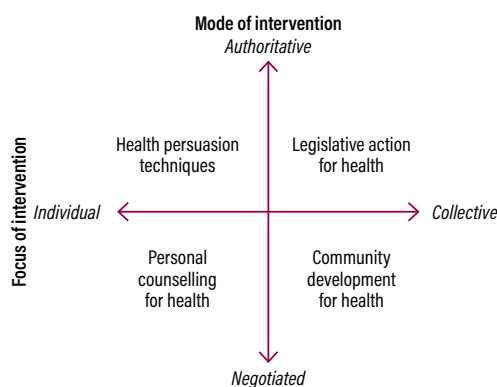 Mode of intervention
Authoritative
Health persuasion
techniques
Legislative action
for health
Focus of intervention
Individual
Collective
Personal
counselling
for health
Community
development
for health
Negotiated